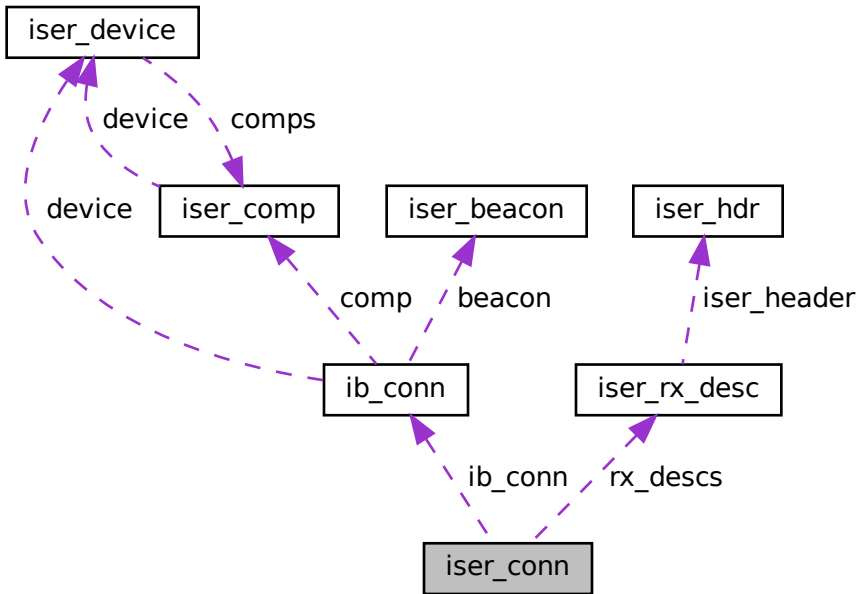 iser_device
device
comps
device
iser_comp
iser_beacon
iser_hdr
comp
beacon
iser_header
ib_conn
iser_rx_desc
ib_conn
rx_descs
iser_conn